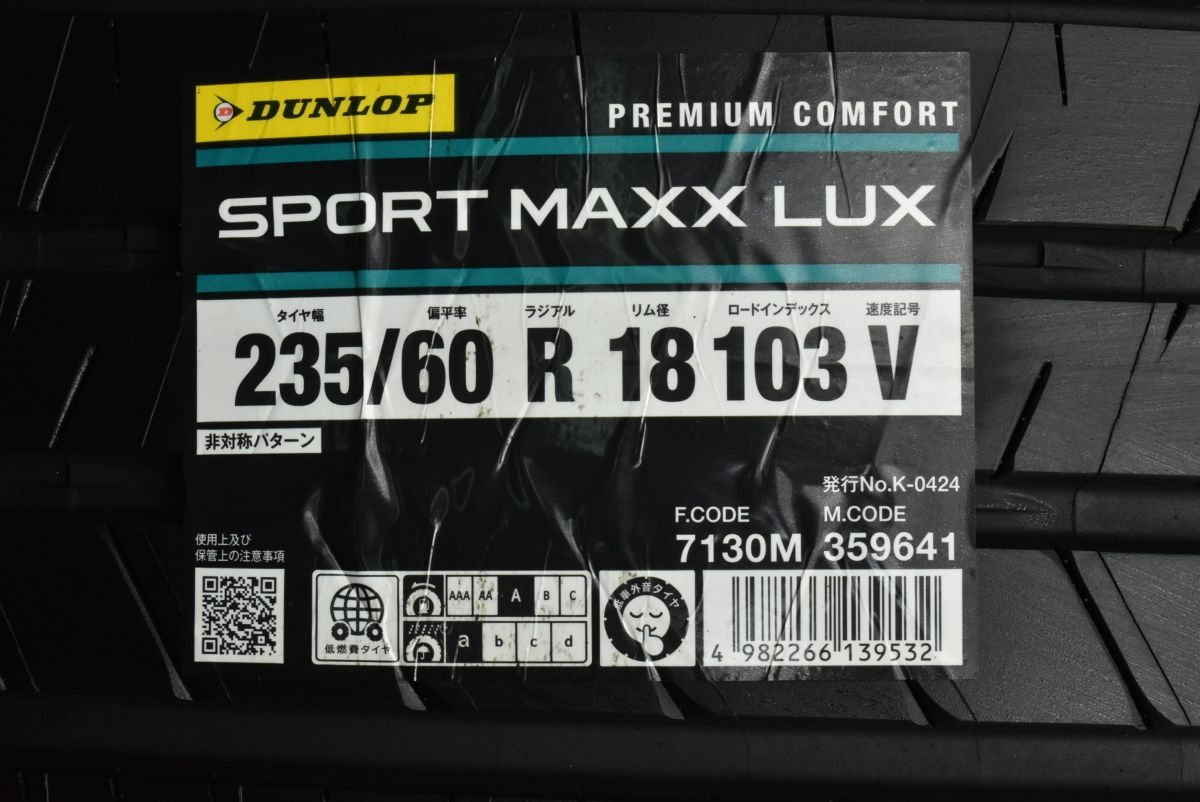 DUNLOP
PREMIUM COMFORT
SPORT MAXX LUX
タイヤ幅 偏平率 ラジアル リム径 ロードインデックス 速度記号
235/60 R 18 103 V
非対称パターン
発行No.K-0424
F.CODE M.CODE
7130M 359641
使用上及び
保管上の注意事項
AAA AA A B C
a b c d
低燃費タイヤ
低車外音タイヤ
4 982266 139532